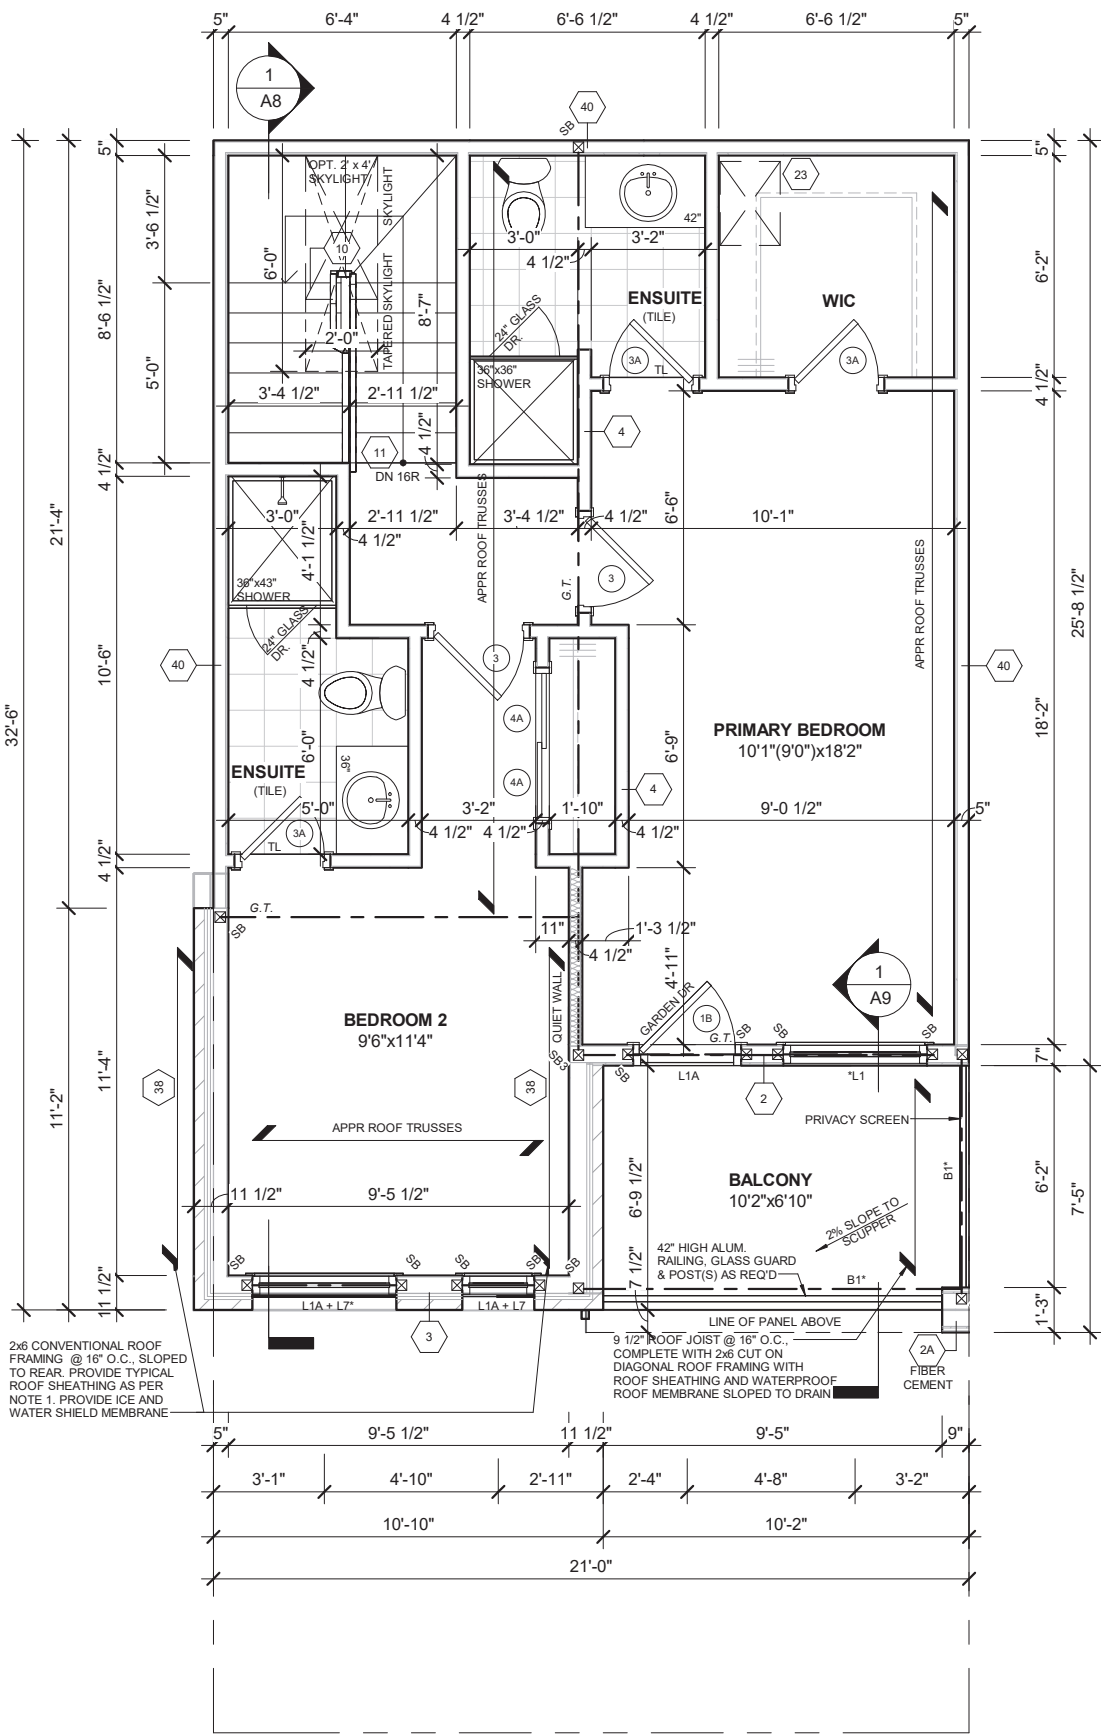 5"
6'-4"
4 1/2"
6'-6 1/2"
4 1/2"
6'-6 1/2"
5"
1
A8
40
SB
5"
5"
OPT. 2' x 4'
SKYLIGHT
SKYLIGHT
23
42"
3'-6 1/2"
10
6'-0"
3'-0"
3'-2"
4 1/2"
6'-2"
8'-6 1/2"
8'-7"
TAPERED SKYLIGHT
ENSUITE
(TILE)
WIC
24" GLASS
DR.
2'-0"
3A
TL
3A
5'-0"
36"x36"
SHOWER
3'-4 1/2"
2'-11 1/2"
4 1/2"
4 1/2"
4
11
DN 16R
4 1/2"
21'-4"
3'-0"
2'-11 1/2"
3'-4 1/2"
4 1/2"
6'-6"
10'-1"
4 1/2"
4'-1 1/2"
APPR ROOF TRUSSES
G.T.
3
APPR ROOF TRUSSES
25'-8 1/2"
36"x43"
SHOWER
24" GLASS
DR.
4 1/2"
3
40
40
10'-6"
32'-6"
4A
18'-2"
PRIMARY BEDROOM
10'1"(9'0")x18'2"
6'-0"
6'-9"
ENSUITE
(TILE)
36"
4A
4
5'-0"
3'-2"
1'-10"
9'-0 1/2"
5"
3A
4 1/2"
4 1/2"
4 1/2"
TL
4 1/2"
G.T.
SB
11"
1'-3 1/2"
4 1/2"
4'-11"
1
A9
QUIET WALL
GARDEN DR
1B
G.T.
SB
SB
SB
BEDROOM 2
9'6"x11'4"
SB3
SB
7"
L1A
*L1
38
38
2
11'-4"
11'-2"
PRIVACY SCREEN
APPR ROOF TRUSSES
BALCONY
10'2"x6'10"
B1*
6'-2"
7'-5"
11 1/2"
9'-5 1/2"
6'-9 1/2"
2% SLOPE TO
SCUPPER
SB
SB
SB
SB
42" HIGH ALUM.
RAILING, GLASS GUARD
& POST(S) AS REQ'D
B1*
7 1/2"
11 1/2"
L1A + L7*
L1A + L7
LINE OF PANEL ABOVE
1'-3"
3
2A
FIBER
CEMENT
2x6 CONVENTIONAL ROOF
FRAMING @ 16" O.C., SLOPED
TO REAR. PROVIDE TYPICAL
ROOF SHEATHING AS PER
NOTE 1. PROVIDE ICE AND
WATER SHIELD MEMBRANE
9 1/2" ROOF JOIST @ 16" O.C.,
COMPLETE WITH 2x6 CUT ON
DIAGONAL ROOF FRAMING WITH
ROOF SHEATHING AND WATERPROOF
ROOF MEMBRANE SLOPED TO DRAIN
5"
9'-5 1/2"
11 1/2"
9'-5"
9"
3'-1"
4'-10"
2'-11"
2'-4"
4'-8"
3'-2"
10'-10"
10'-2"
21'-0"